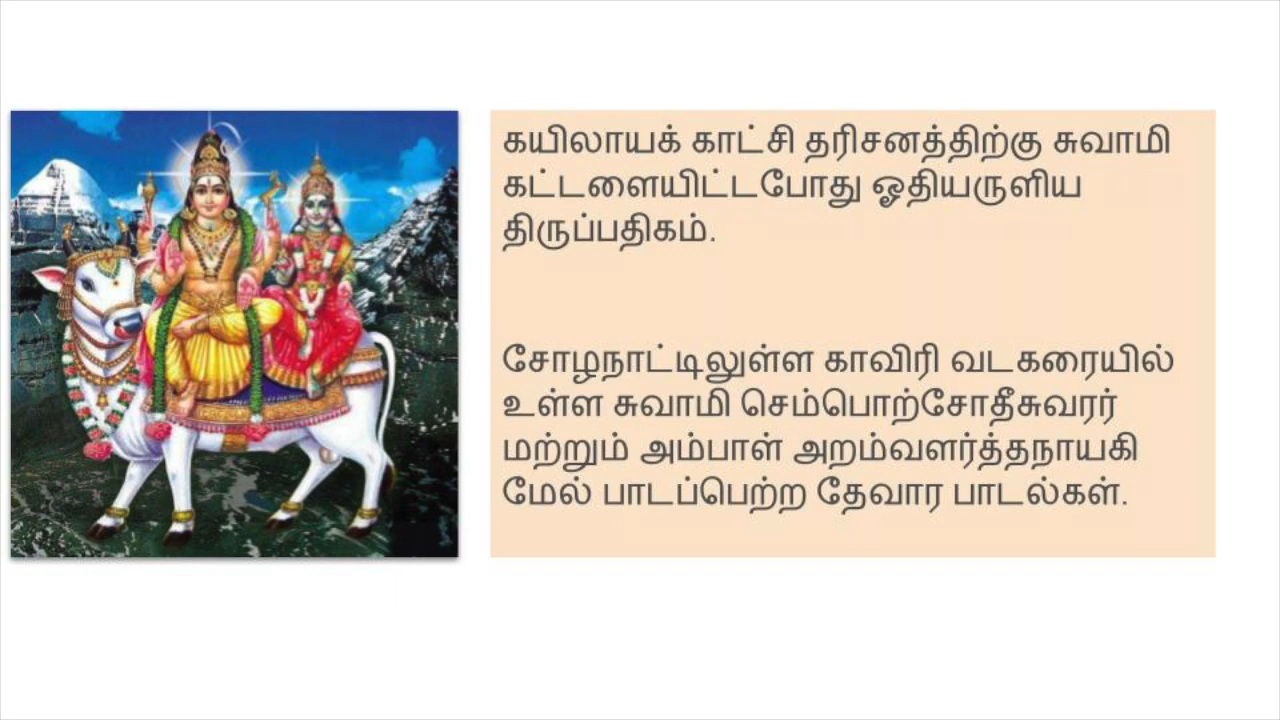 கயிலாயக் காட்சி தரிசனத்திற்கு சுவாமி
கட்டளையிட்டபோது ஓதியருளிய
திருப்பதிகம்.
சோழநாட்டிலுள்ள காவிரி வடகரையில்
உள்ள சுவாமி செம்பொற்சோதீசுவரர்
மற்றும் அம்பாள் அறம்வளர்த்தநாயகி
மேல் பாடப்பெற்ற தேவார பாடல்கள்.